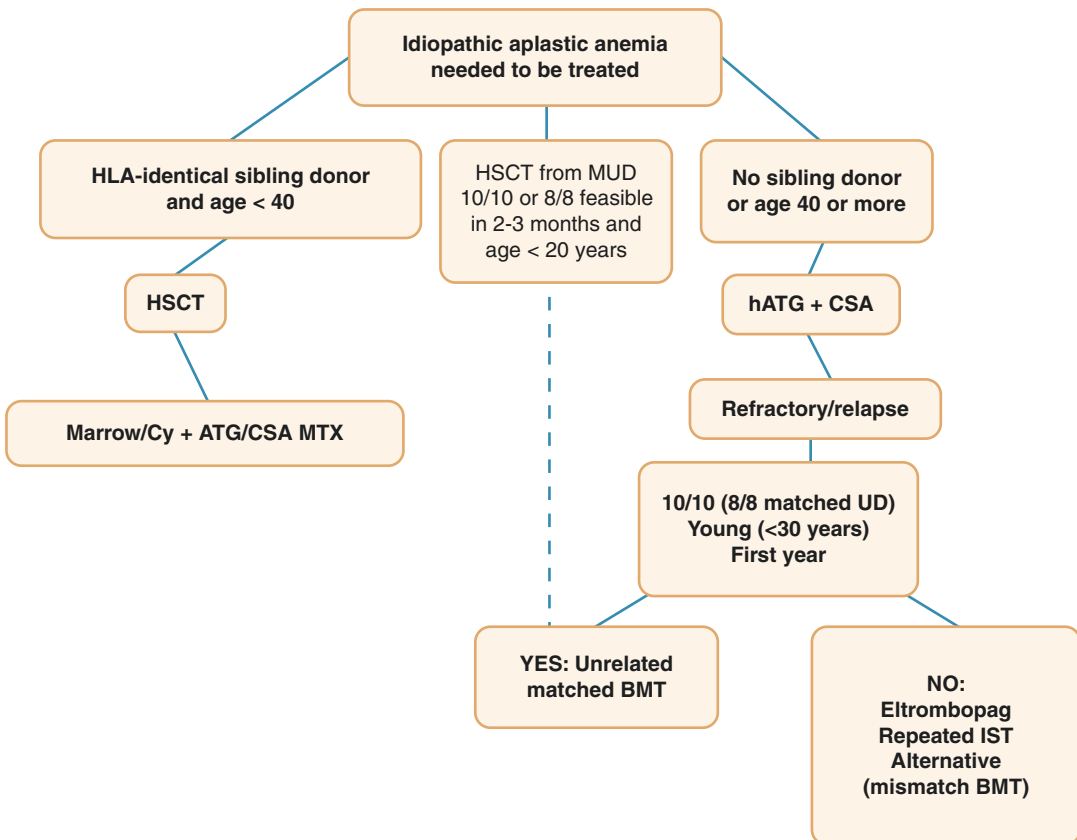 Idiopathic aplastic anemia
needed to be treated
HLA-identical sibling donor
and age < 40
HSCT from MUD
10/10 or 8/8 feasible
in 2-3 months and
age < 20 years
No sibling donor
or age 40 or more
HSCT
hATG + CSA
Marrow/Cy + ATG/CSA MTX
Refractory/relapse
10/10 (8/8 matched UD)
Young (<30 years)
First year
YES: Unrelated
matched BMT
NO:
Eltrombopag
Repeated IST
Alternative
(mismatch BMT)